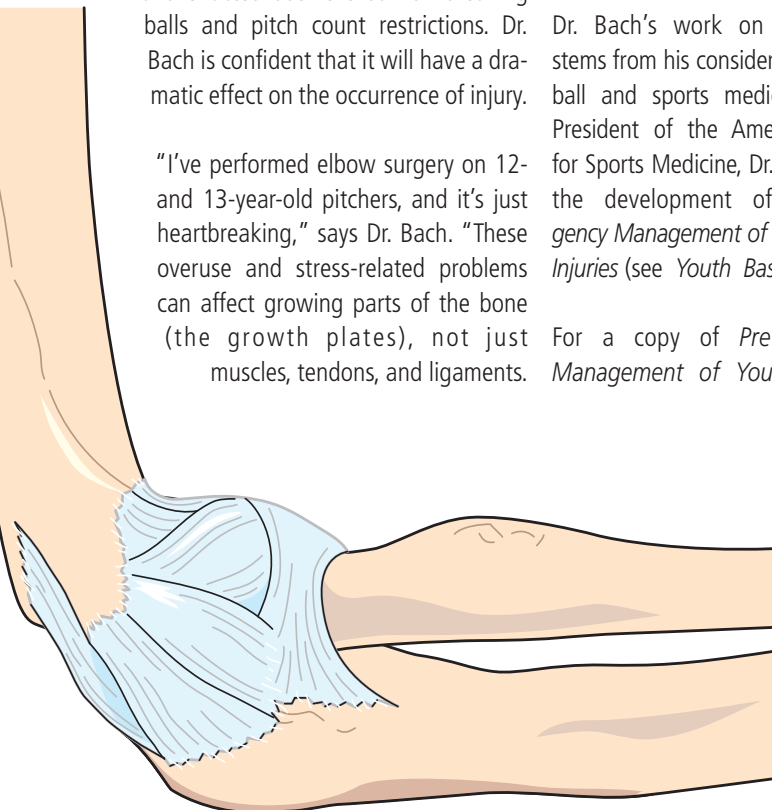 balls and pitch count restrictions. Dr.
Bach is confident that it will have a dra-
matic effect on the occurrence of injury.
"I've performed elbow surgery on 12-
and 13-year-old pitchers, and it's just
heartbreaking," says Dr. Bach. "These
overuse and stress-related problems
can affect growing parts of the bone
(the growth plates), not just
muscles, tendons, and ligaments.
Dr. Bach's work on
stems from his consider
ball and sports medi
President of the Ame
for Sports Medicine, Dr.
the development of
gency Management of
Injuries (see Youth Bas
For a copy of Pre
Management of You